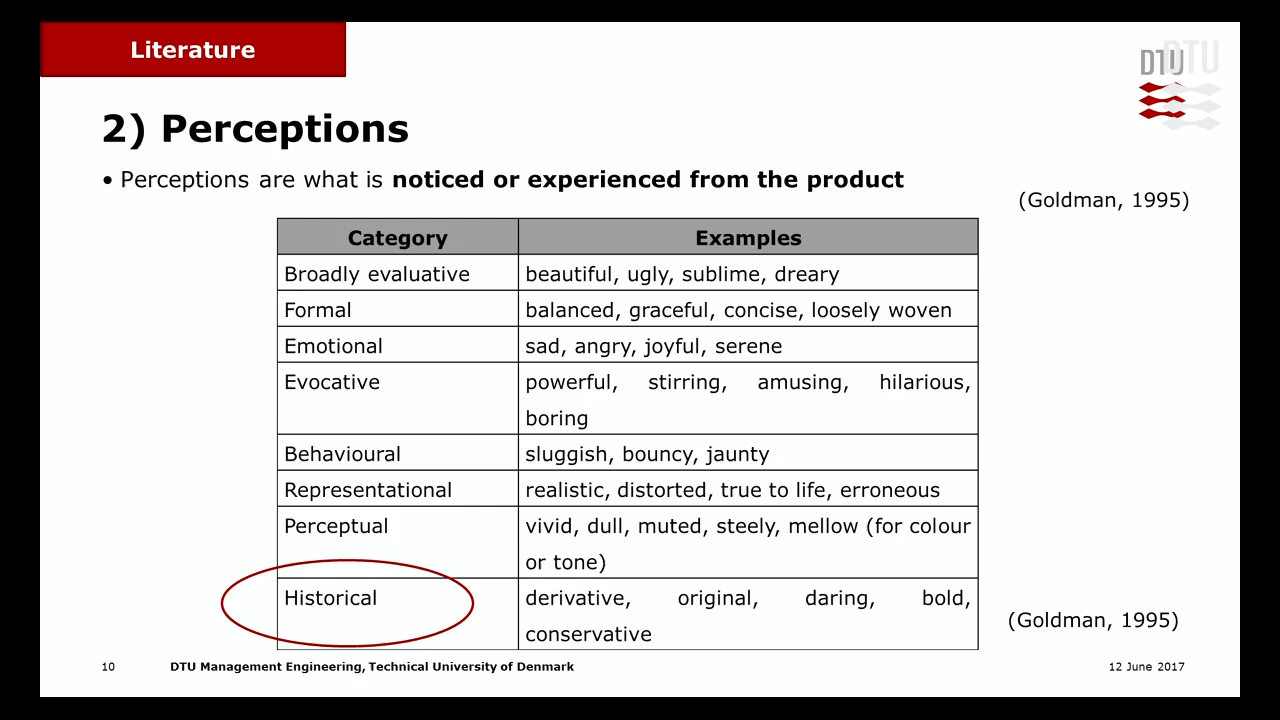 Literature
DTU
DTU
2) Perceptions
• Perceptions are what is noticed or experienced from the product
(Goldman, 1995)
Category Examples
Broadly evaluative beautiful, ugly, sublime, dreary
Formal balanced, graceful, concise, loosely woven
Emotional sad, angry, joyful, serene
Evocative powerful, stirring, amusing, hilarious,
boring
Behavioural sluggish, bouncy, jaunty
Representational realistic, distorted, true to life, erroneous
Perceptual vivid, dull, muted, steely, mellow (for colour
or tone)
Historical derivative, original, daring, bold,
conservative
(Goldman, 1995)
10 DTU Management Engineering, Technical University of Denmark 12 June 2017